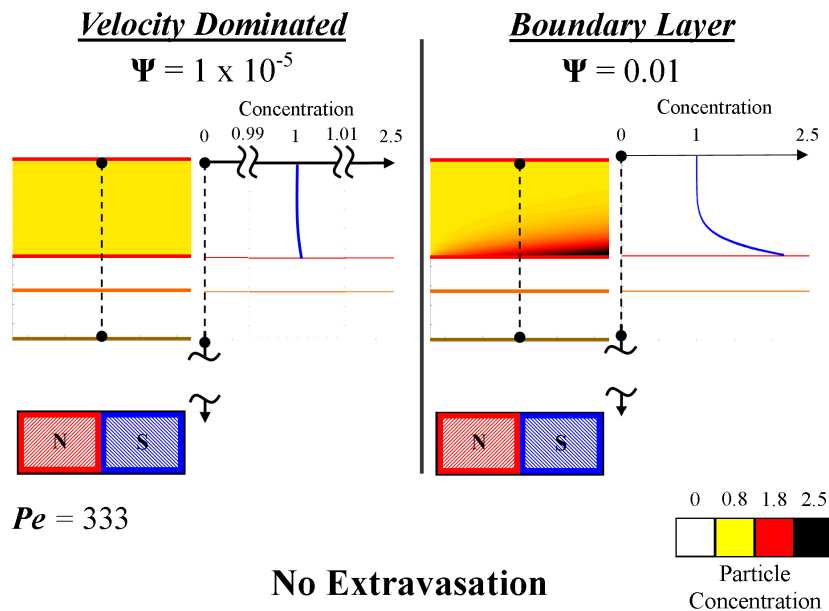 Velocity Dominated
Ψ = 1 x 10-5
Concentration
0 0.99 1 1.01 2.5
N S
Pe = 333
Boundary Layer
Ψ = 0.01
Concentration
0 1 2.5
N S
0 0.8 1.8 2.5
Particle
Concentration
No Extravasation